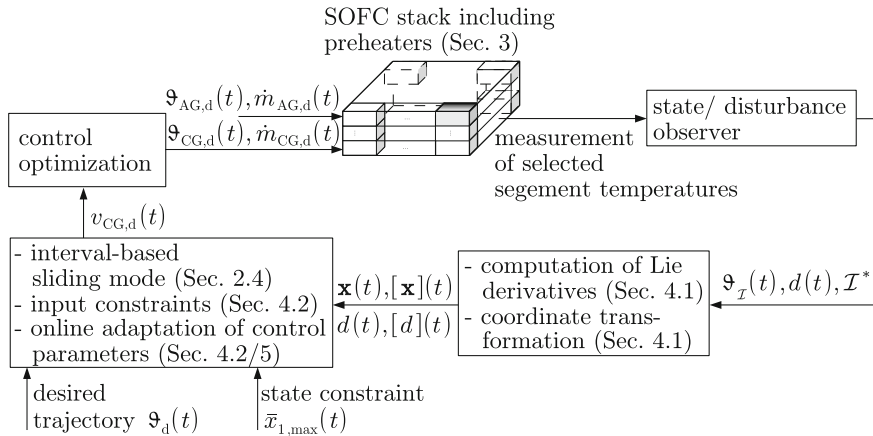 SOFC stack including
preheaters (Sec. 3)
ϑ_AG,d(t), ṁ_AG,d(t)
ϑ_CG,d(t), ṁ_CG,d(t)
control
optimization
measurement
of selected
segement temperatures
state/ disturbance
observer
v_CG,d(t)
- interval-based
sliding mode (Sec. 2.4)
- input constraints (Sec. 4.2)
- online adaptation of control
parameters (Sec. 4.2/5)
x(t),[x](t)
d(t),[d](t)
- computation of Lie
derivatives (Sec. 4.1)
- coordinate trans-
formation (Sec. 4.1)
ϑ_𝓘(t), d(t), 𝓘*
desired
trajectory ϑ_d(t)
state constraint
x̄_1,max(t)